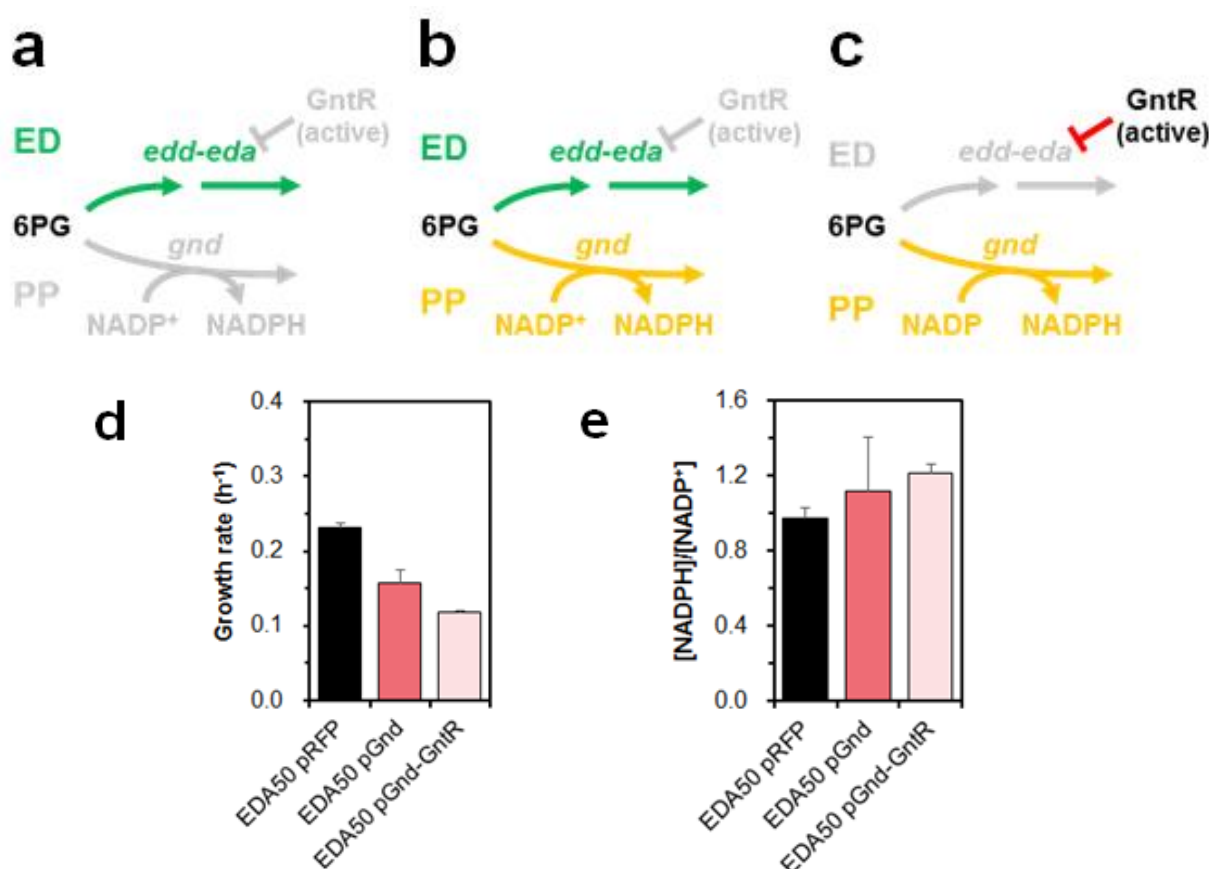 a
ED
edd-eda
GntR
(active)
6PG
gnd
PP
NADP⁺ NADPH
b
ED
edd-eda
GntR
(active)
6PG
gnd
PP
NADP⁺ NADPH
c
ED
edd-eda
GntR
(active)
6PG
gnd
PP
NADP NADPH
d
Growth rate (h⁻¹)
0.4
0.3
0.2
0.1
0.0
EDA50 pRFP
EDA50 pGnd
EDA50 pGnd-GntR
e
[NADPH]/[NADP⁺]
1.6
1.2
0.8
0.4
0.0
EDA50 pRFP
EDA50 pGnd
EDA50 pGnd-GntR